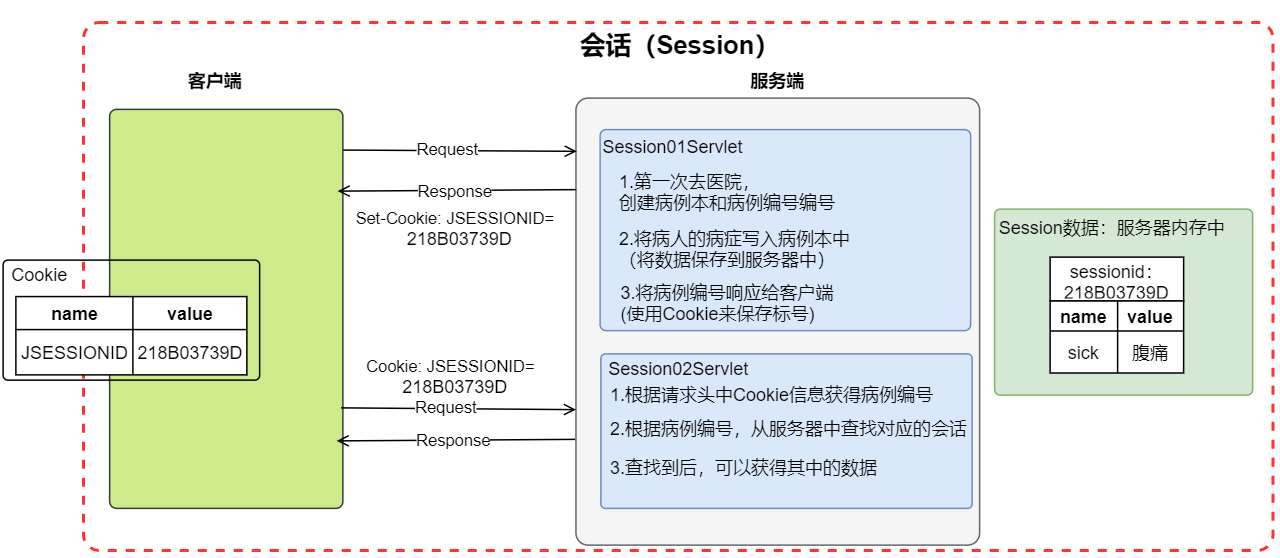 会话（Session）
客户端
服务端
Request
Response
Set-Cookie: JSESSIONID=
218B03739D
Cookie
name
value
JSESSIONID
218B03739D
Cookie: JSESSIONID=
218B03739D
Request
Response
Session01Servlet
1.第一次去医院，
创建病例本和病例编号编号
2.将病人的病症写入病例本中
（将数据保存到服务器中）
3.将病例编号响应给客户端
(使用Cookie来保存标号)
Session02Servlet
1.根据请求头中Cookie信息获得病例编号
2.根据病例编号，从服务器中查找对应的会话
3.查找到后，可以获得其中的数据
Session数据：服务器内存中
sessionid：
218B03739D
name
value
sick
腹痛